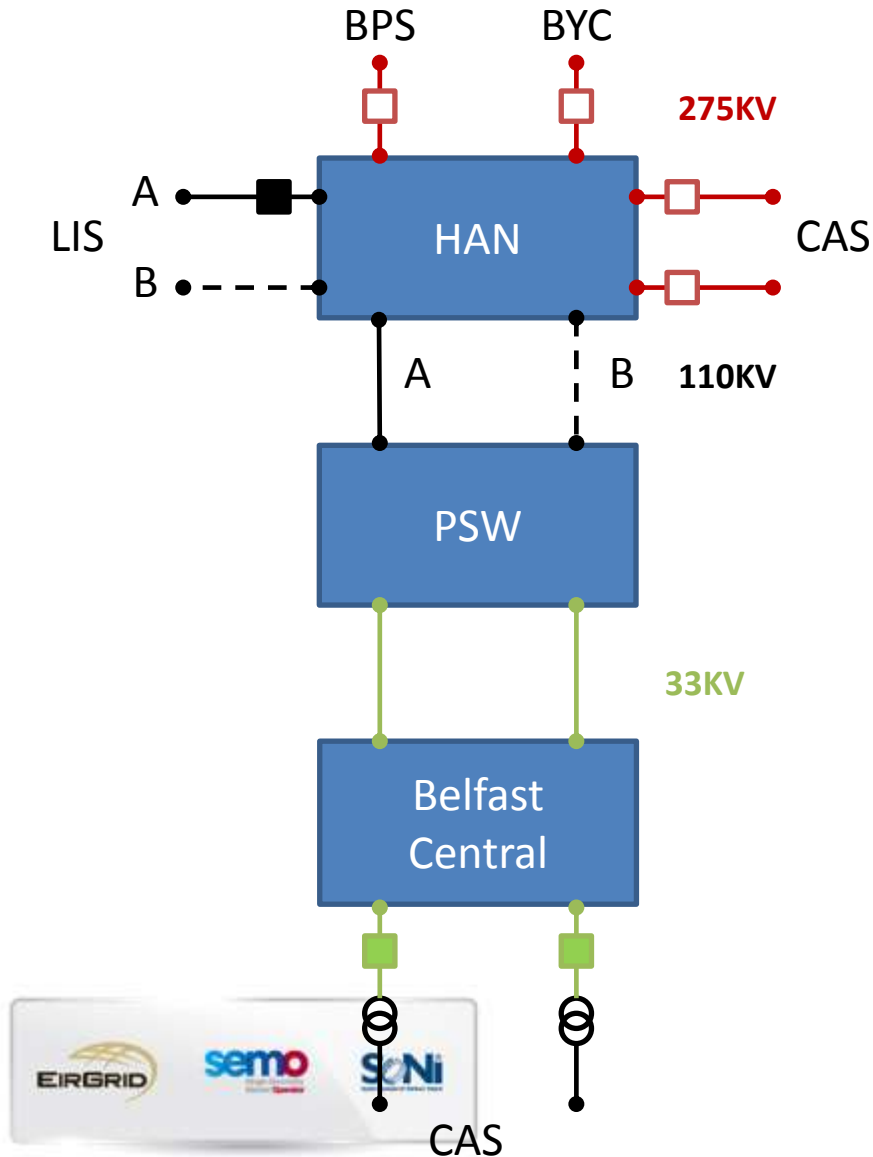 BPS BYC
275KV
A
LIS
HAN
CAS
B
A
B
110KV
PSW
33KV
Belfast
Central
EIRGRID
semo
SONi
CAS